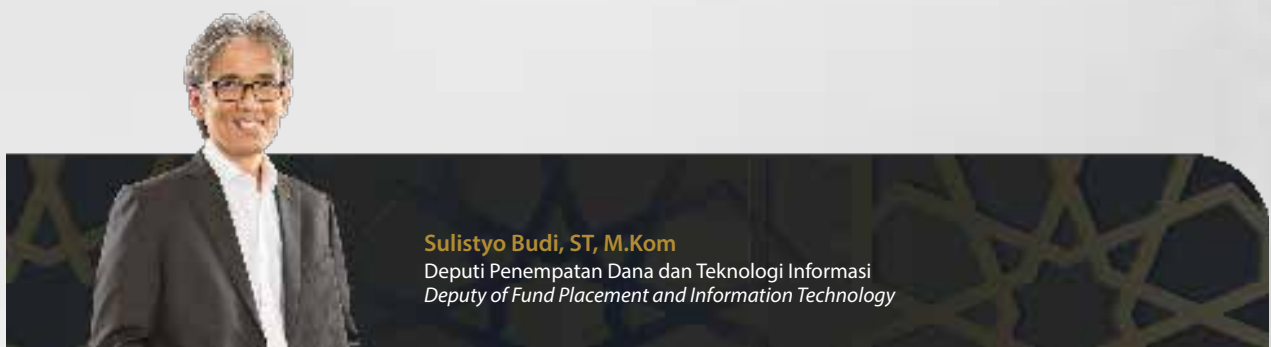 Sulistyo Budi, ST, M.Kom
Deputi Penempatan Dana dan Teknologi Informasi
Deputy of Fund Placement and Information Technology